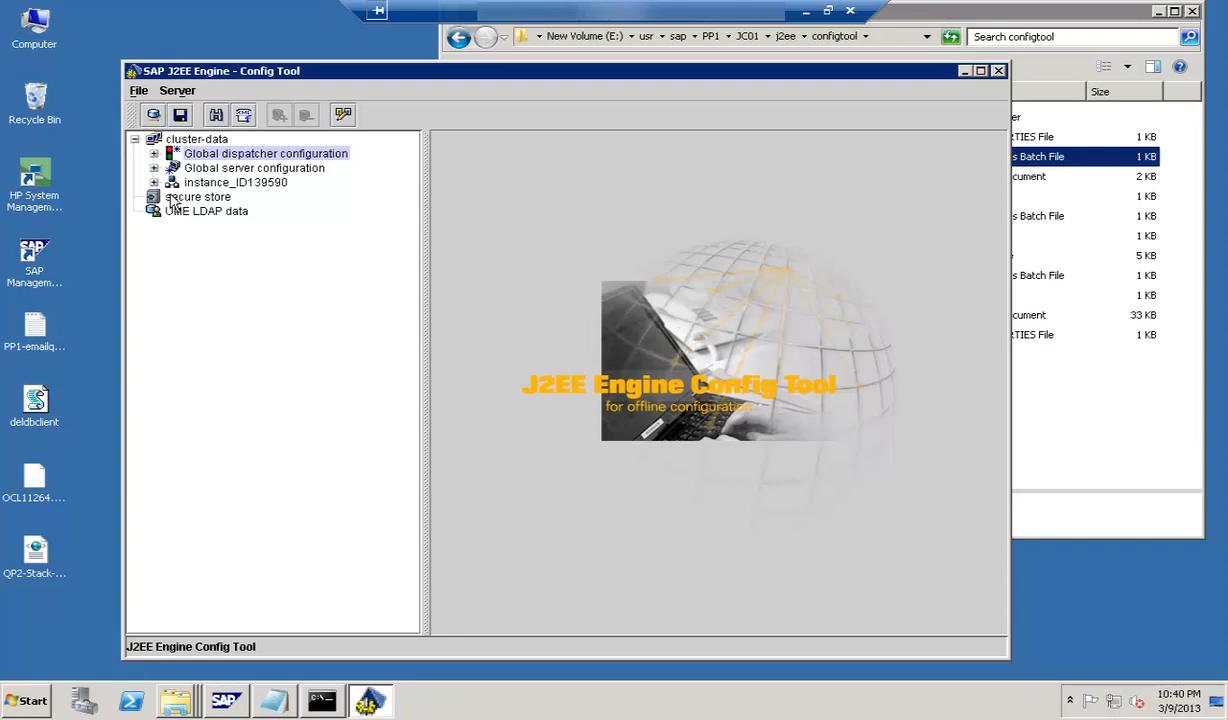 Computer
Recycle Bin
HP System
Managem...
SAP
Managem...
PP1-emailq...
deldbclient
OCL11264....
QP2-Stack-...
New Volume (E:) usr sap PP1 JC01 j2ee configtool
Search configtool
Size
er
RTIES File 1 KB
s Batch File 1 KB
cument 2 KB
s Batch File 1 KB
1 KB
5 KB
s Batch File 1 KB
1 KB
cument 33 KB
RTIES File 1 KB
SAP J2EE Engine - Config Tool
File Server
cluster-data
Global dispatcher configuration
Global server configuration
instance_ID139590
secure store
UME LDAP data
J2EE Engine Config Tool
for offline configuration
J2EE Engine Config Tool
Start
SAP
10:40 PM
3/9/2013